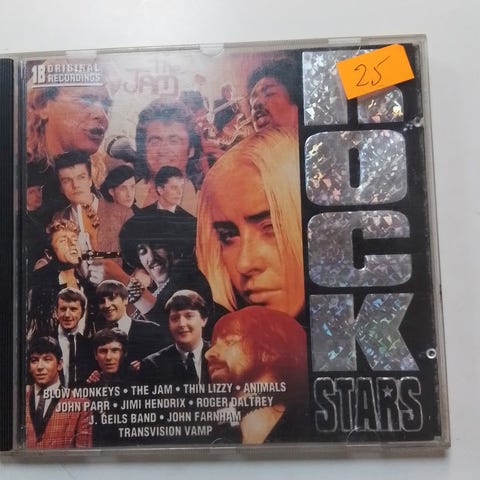 18 ORIGINAL
RECORDINGS
The
JAM
25
ROCK
STARS
BLOW MONKEYS • THE JAM • THIN LIZZY • ANIMALS
JOHN PARR • JIMI HENDRIX • ROGER DALTREY
J. GEILS BAND • JOHN FARNHAM
TRANSVISION VAMP